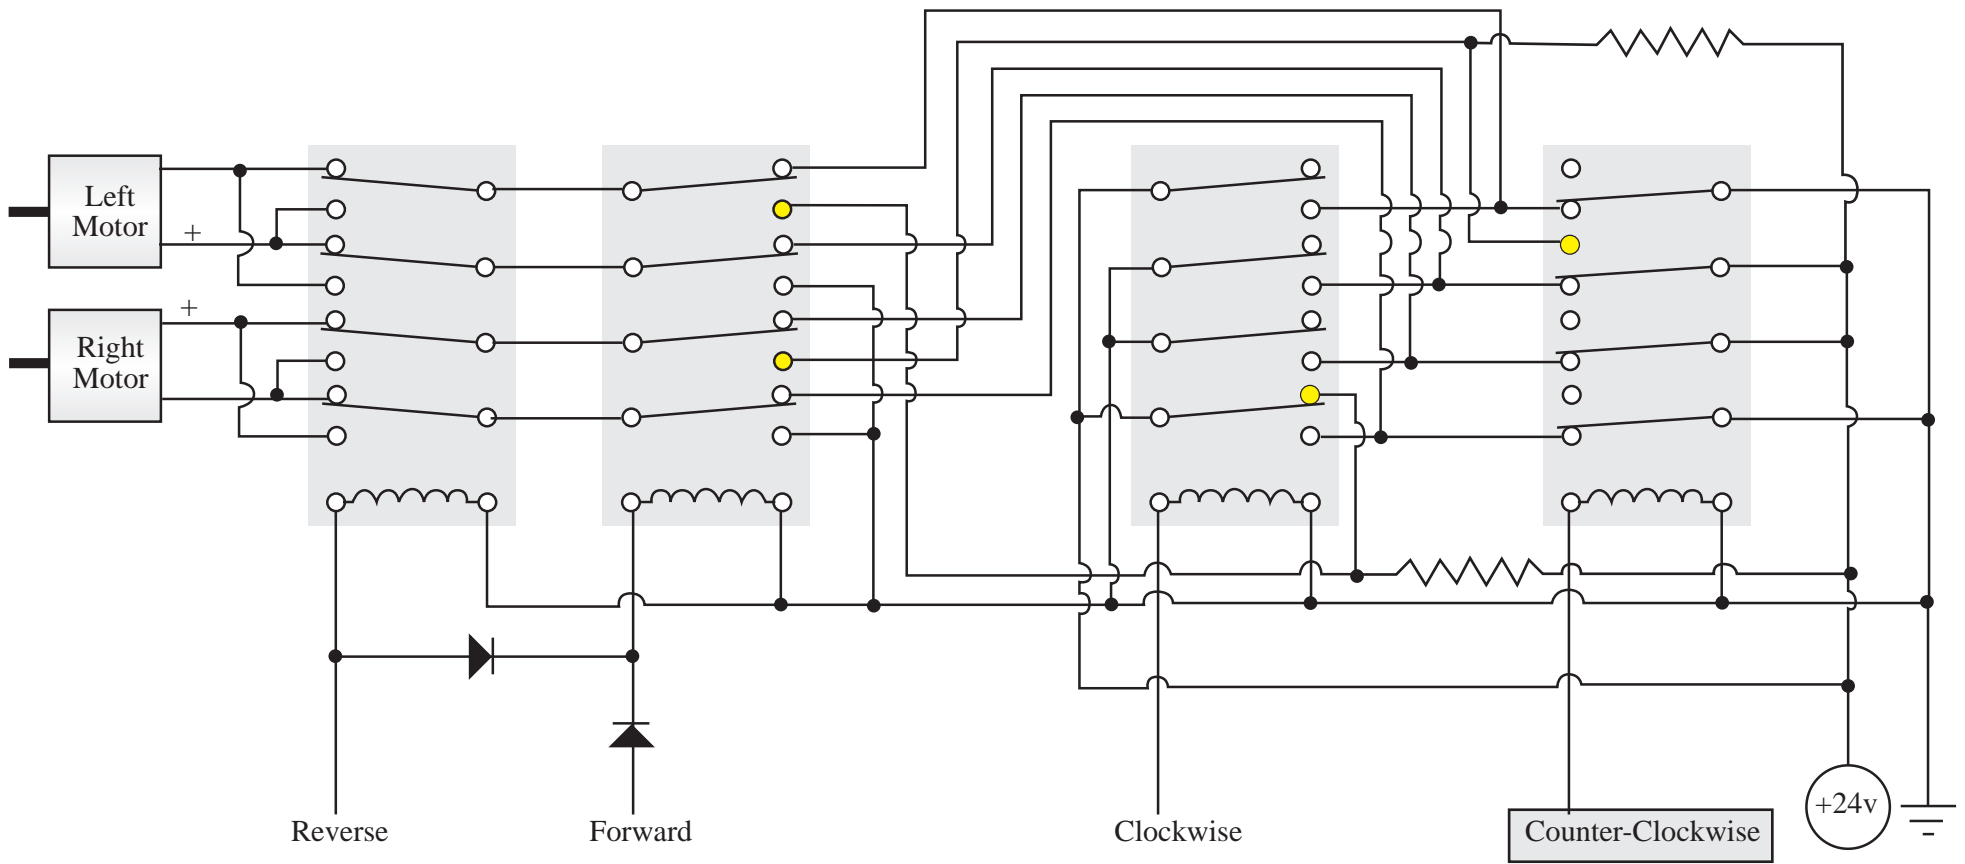 Left
Motor
+
+
Right
Motor
Reverse
Forward
Clockwise
Counter-Clockwise
+24v